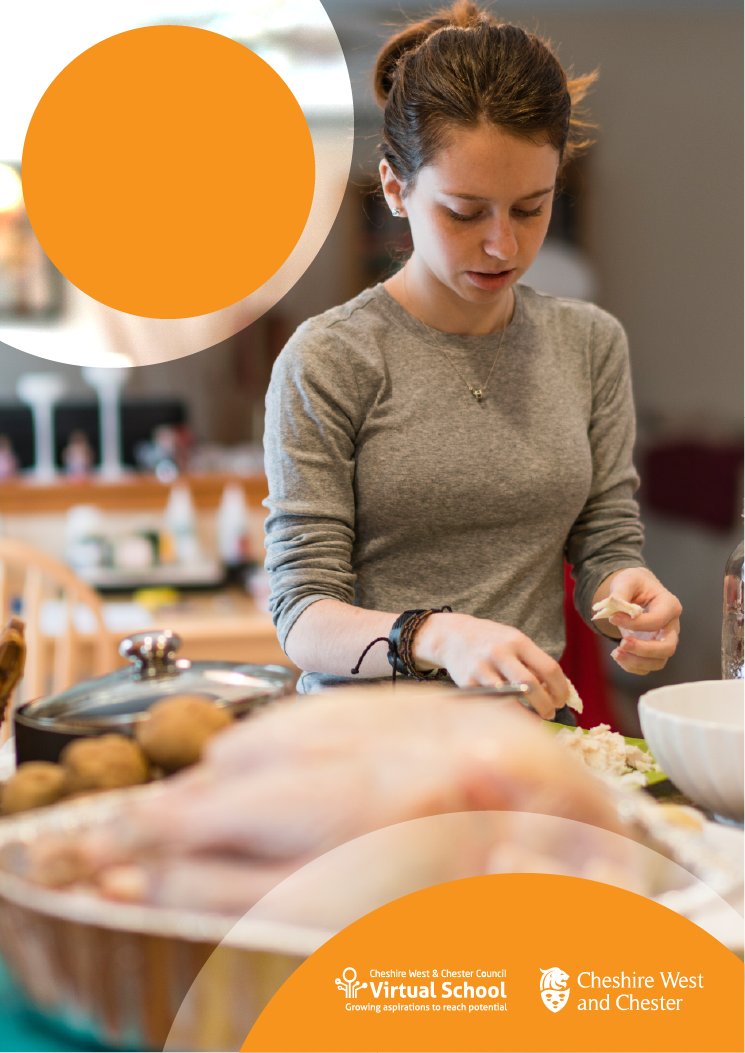 Cheshire West & Chester Council
Virtual School
Growing aspirations to reach potential
Cheshire West
and Chester